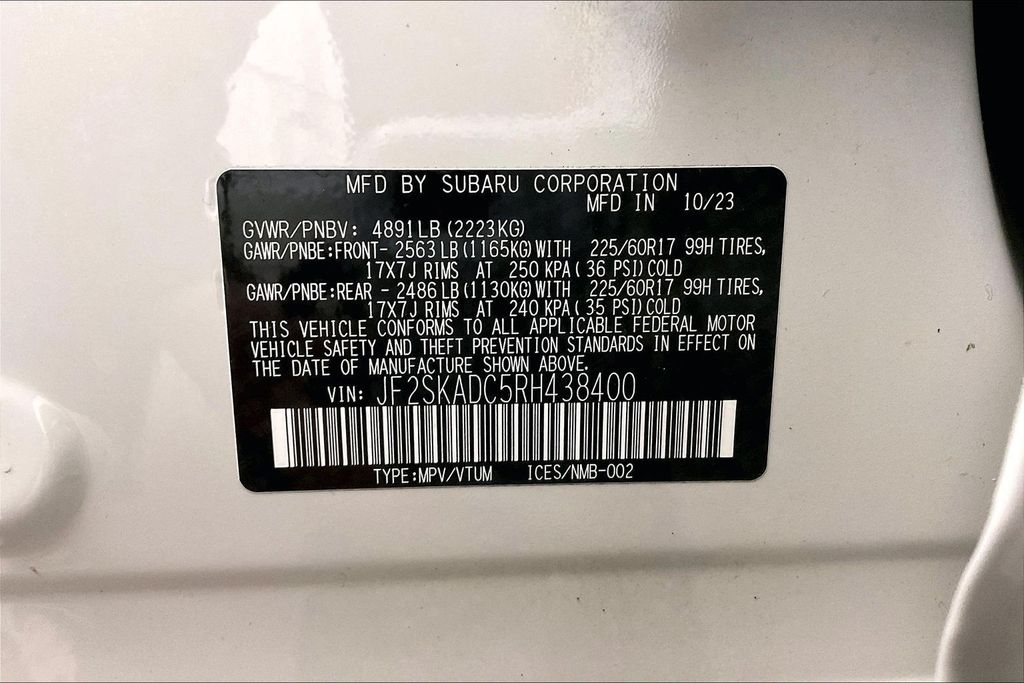 MFD BY SUBARU CORPORATION
MFD IN 10/23
GVWR/PNBV: 4891LB (2223KG)
GAWR/PNBE:FRONT- 2563 LB (1165KG) WITH 225/60R17 99H TIRES,
17X7J RIMS AT 250 KPA ( 36 PSI) COLD
GAWR/PNBE:REAR - 2486 LB (1130KG) WITH 225/60R17 99H TIRES,
17X7J RIMS AT 240 KPA ( 35 PSI) COLD
THIS VEHICLE CONFORMS TO ALL APPLICABLE FEDERAL MOTOR
VEHICLE SAFETY AND THEFT PREVENTION STANDARDS IN EFFECT ON
THE DATE OF MANUFACTURE SHOWN ABOVE.
VIN: JF2SKADC5RH438400
TYPE:MPV/VTUM ICES/NMB-002